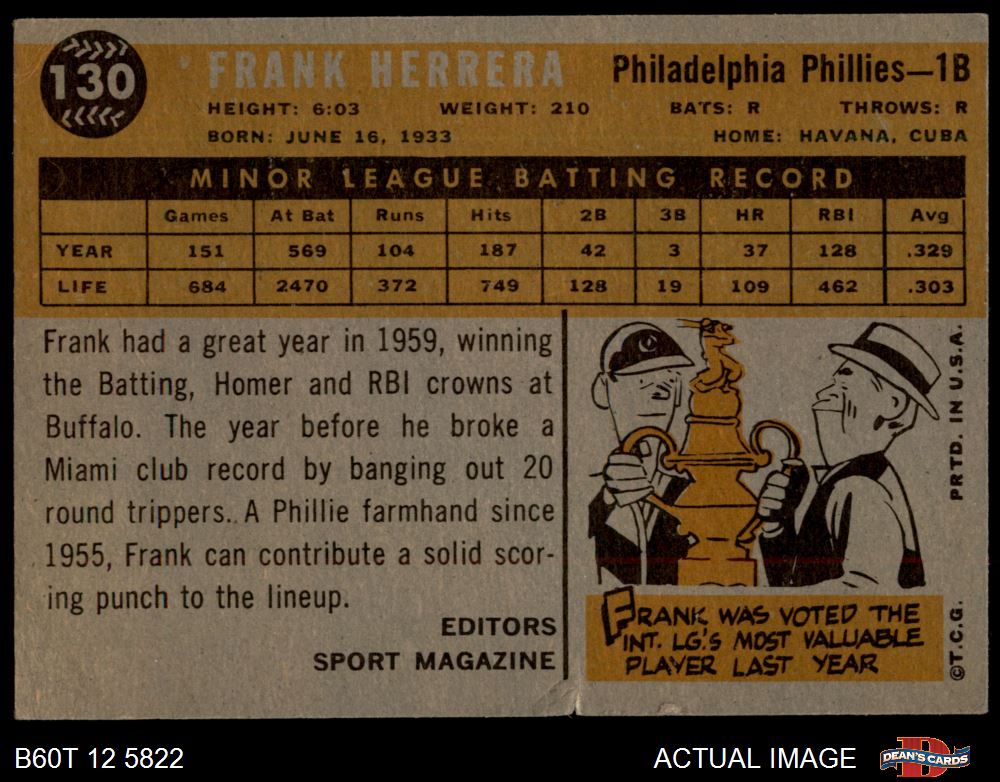 130
FRANK HERRERA
Philadelphia Phillies—1B
HEIGHT: 6:03 WEIGHT: 210 BATS: R THROWS: R
BORN: JUNE 16, 1933 HOME: HAVANA, CUBA
MINOR LEAGUE BATTING RECORD
Games At Bat Runs Hits 2B 3B HR RBI Avg
YEAR 151 569 104 187 42 3 37 128 .329
LIFE 684 2470 372 749 128 19 109 462 .303
Frank had a great year in 1959, winning
the Batting, Homer and RBI crowns at
Buffalo. The year before he broke a
Miami club record by banging out 20
round trippers. A Phillie farmhand since
1955, Frank can contribute a solid scor-
ing punch to the lineup.
EDITORS
SPORT MAGAZINE
FRANK WAS VOTED THE
INT. LG.'S MOST VALUABLE
PLAYER LAST YEAR
©T.C.G. PRTD. IN U.S.A.
B60T 12 5822
ACTUAL IMAGE
DEAN'S CARDS